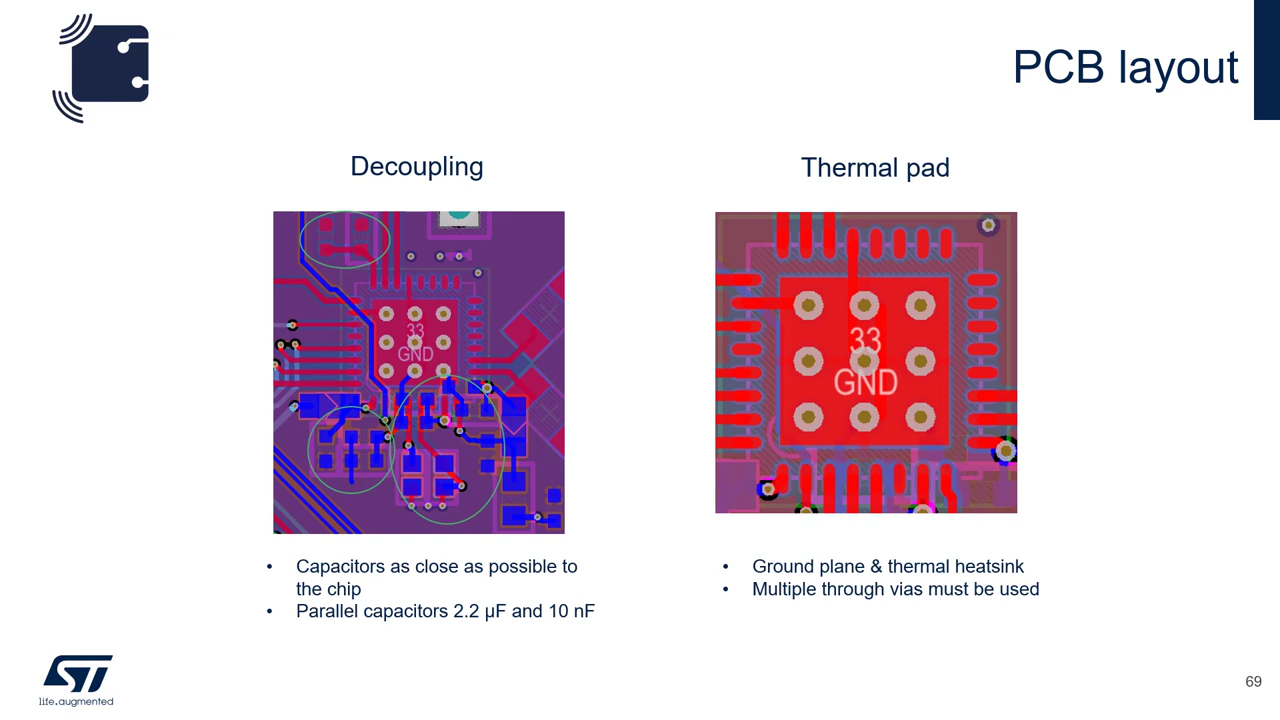 PCB layout
Decoupling
Thermal pad
33
GND
33
GND
• Capacitors as close as possible to
the chip
• Parallel capacitors 2.2 µF and 10 nF
• Ground plane & thermal heatsink
• Multiple through vias must be used
ST
life.augmented
69